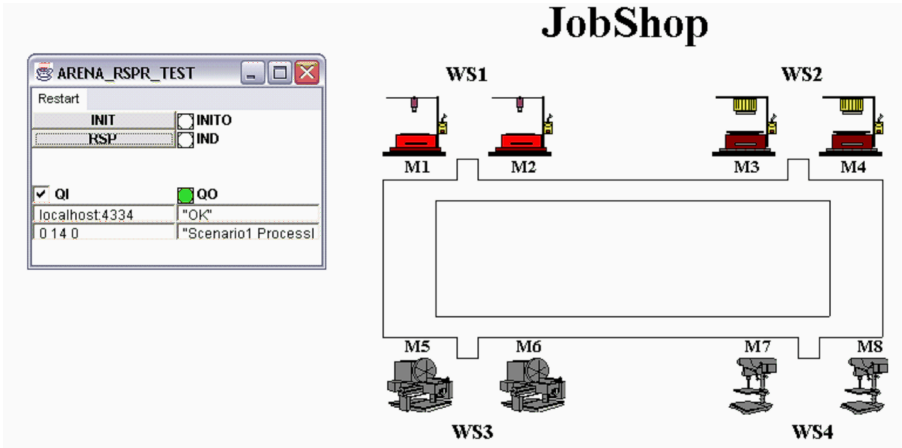 JobShop
ARENA_RSPR_TEST
Restart
INIT INITO
RSP IND
QI QO
localhost:4334 "OK"
0 14 0 "Scenario1 Processl
WS1 WS2
M1 M2 M3 M4
M5 M6 M7 M8
WS3 WS4